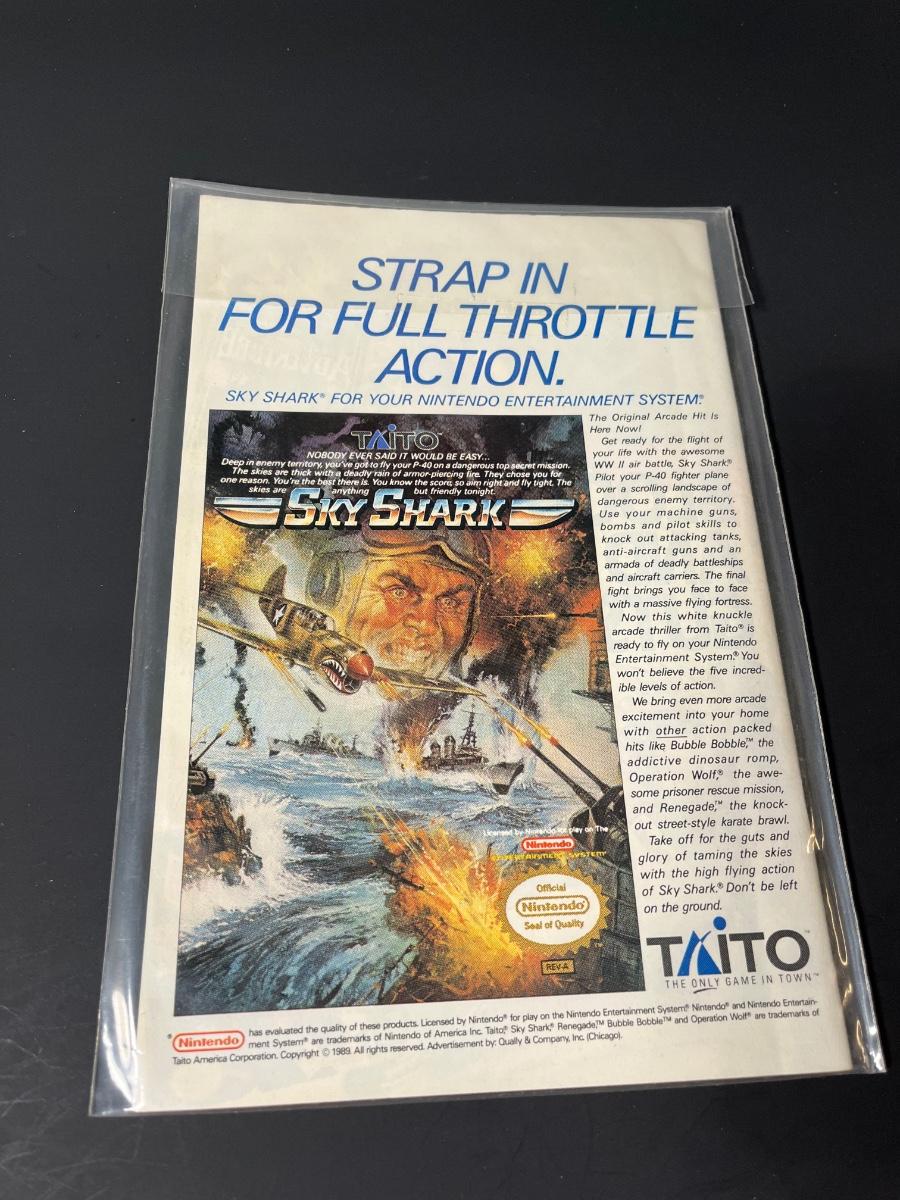 STRAP IN
FOR FULL THROTTLE
ACTION.
SKY SHARK® FOR YOUR NINTENDO ENTERTAINMENT SYSTEM®
TAITO
NOBODY EVER SAID IT WOULD BE EASY...
Deep in enemy territory, you've got to fly your P-40 on a dangerous top secret mission.
The skies are thick with a deadly rain of armor-piercing fire. They chose you for
one reason. You're the best there is. You know the score, so aim right and fly tight. The
skies are anything but friendly tonight.
SKY SHARK
Licensed by Nintendo for play on The
Nintendo
ENTERTAINMENT SYSTEM®
Official
Nintendo
Seal of Quality
REV-A
The Original Arcade Hit Is
Here Now!
Get ready for the flight of
your life with the awesome
WW II air battle, Sky Shark®
Pilot your P-40 fighter plane
over a scrolling landscape of
dangerous enemy territory.
Use your machine guns,
bombs and pilot skills to
knock out attacking tanks,
anti-aircraft guns and an
armada of deadly battleships
and aircraft carriers. The final
fight brings you face to face
with a massive flying fortress.
Now this white knuckle
arcade thriller from Taito® is
ready to fly on your Nintendo
Entertainment System.® You
won't believe the five incred-
ible levels of action.
We bring even more arcade
excitement into your home
with other action packed
hits like Bubble Bobble,™ the
addictive dinosaur romp,
Operation Wolf,® the awe-
some prisoner rescue mission,
and Renegade,™ the knock-
out street-style karate brawl.
Take off for the guts and
glory of taming the skies
with the high flying action
of Sky Shark.® Don't be left
on the ground.
TAITO™
THE ONLY GAME IN TOWN™
* Nintendo has evaluated the quality of these products. Licensed by Nintendo® for play on the Nintendo Entertainment System.® Nintendo® and Nintendo Entertain-
ment System® are trademarks of Nintendo of America Inc. Taito,® Sky Shark,® Renegade,™ Bubble Bobble™ and Operation Wolf® are trademarks of
Taito America Corporation. Copyright © 1989. All rights reserved. Advertisement by: Qually & Company, Inc. (Chicago).